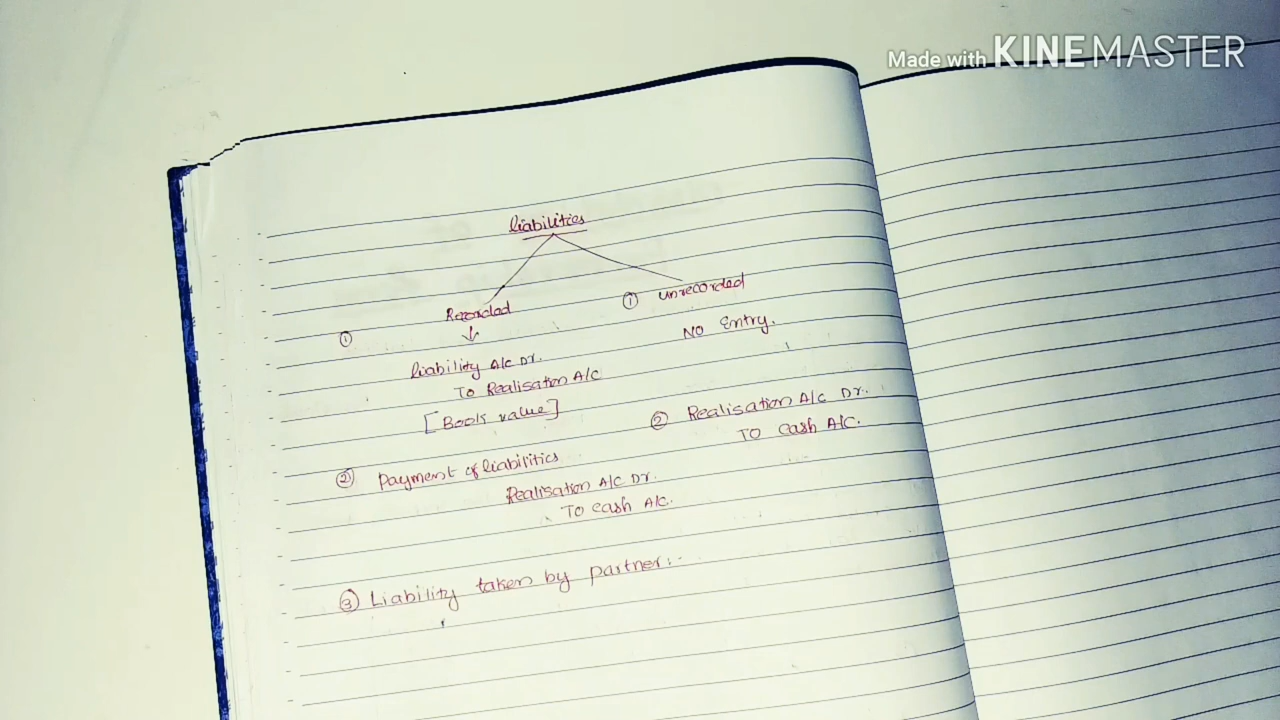 Made with KINEMASTER
liabilities
① Recorded
① unrecorded
NO Entry.
liability A/C Dr.
To Realisation A/C
[Book value]
② Realisation A/C Dr.
TO Cash A/C.
② Payment of liabilities
Realisation A/C Dr.
To Cash A/C.
③ Liability taken by partner:-